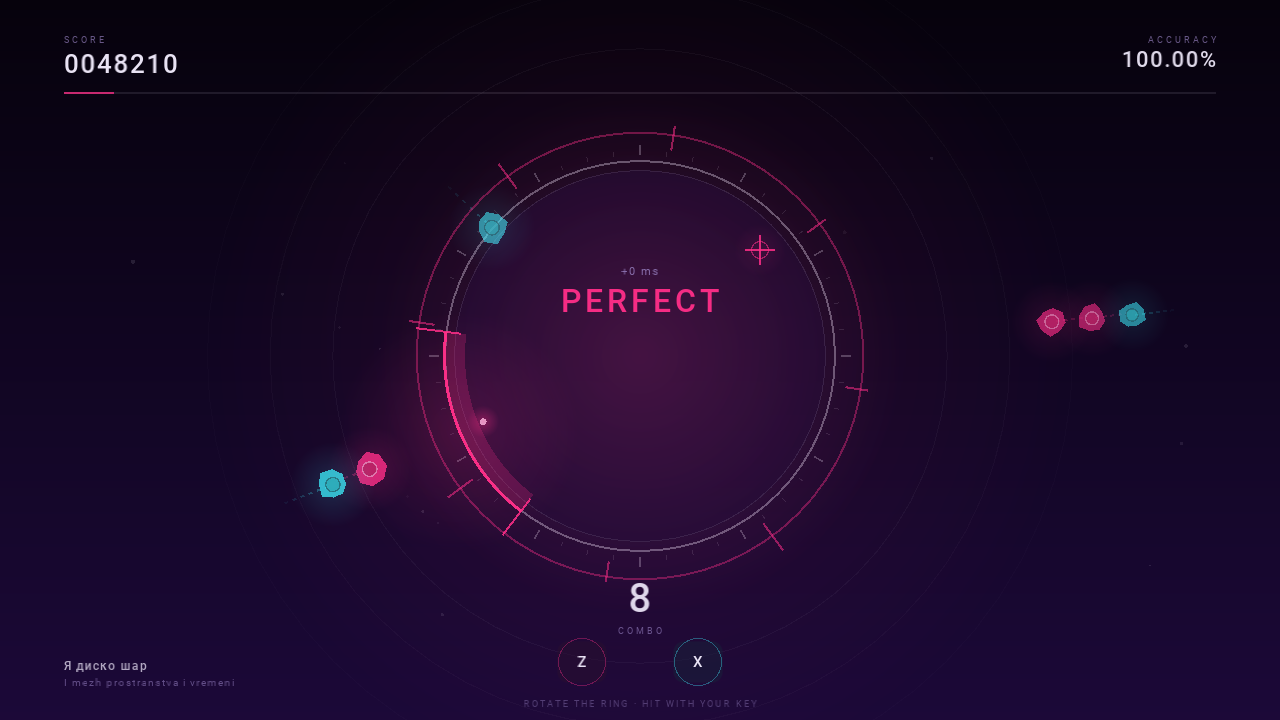 SCORE
0048210
ACCURACY
100.00%
+0 ms
PERFECT
8
COMBO
Z
X
Я диско шар
I mezh prostranstva i vremeni
ROTATE THE RING · HIT WITH YOUR KEY